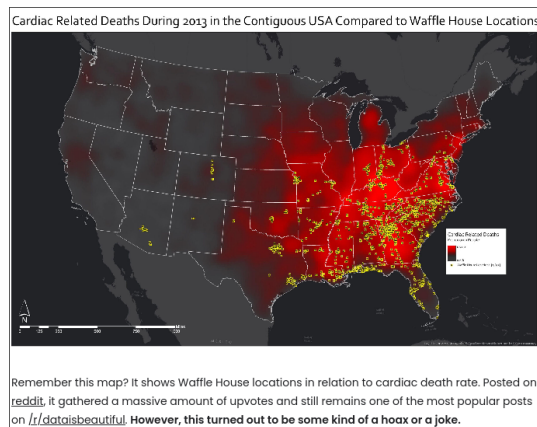 Cardiac Related Deaths During 2013 in the Contiguous USA Compared to Waffle House Locations
Cardiac Related Deaths
N
Miles
Remember this map? It shows Waffle House locations in relation to cardiac death rate. Posted on
reddit, it gathered a massive amount of upvotes and still remains one of the most popular posts
on /r/dataisbeautiful. However, this turned out to be some kind of a hoax or a joke.